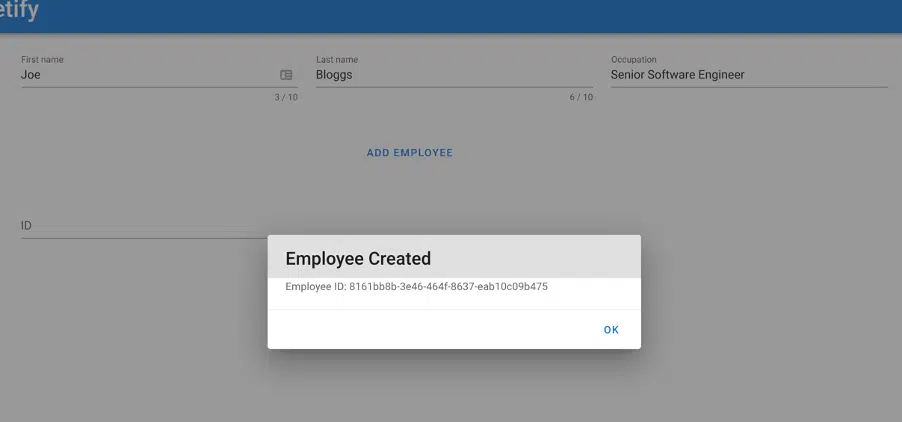 etify
First name
Last name
Occupation
Joe
Bloggs
Senior Software Engineer
3 / 10
6 / 10
ADD EMPLOYEE
ID
Employee Created
Employee ID: 8161bb8b-3e46-464f-8637-eab10c09b475
OK